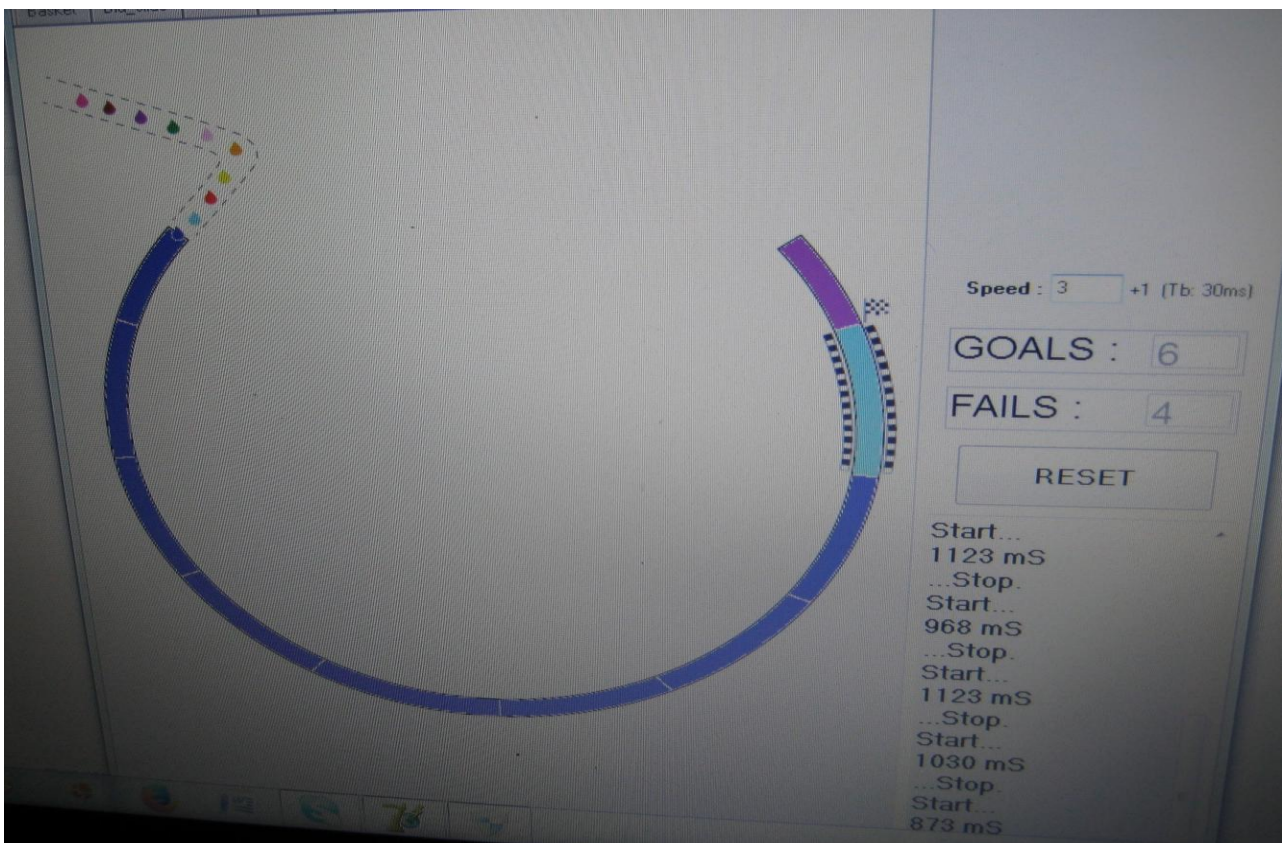 Basket
Speed : 3 +1 (Tb: 30ms)
GOALS : 6
FAILS : 4
RESET
Start...
1123 mS
...Stop.
Start...
968 mS
...Stop.
Start...
1123 mS
...Stop.
Start...
1030 mS
...Stop.
Start...
873 mS